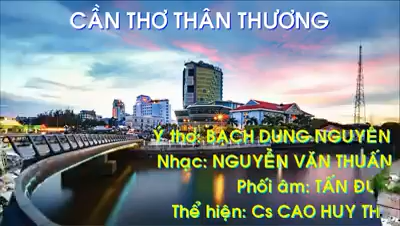 CẦN THƠ THÂN THƯƠNG
Ý thơ: BẠCH DUNG NGUYỄN
Nhạc: NGUYỄN VĂN THUẤN
Phối âm: TẤN
Thể hiện: Cs CAO HUY